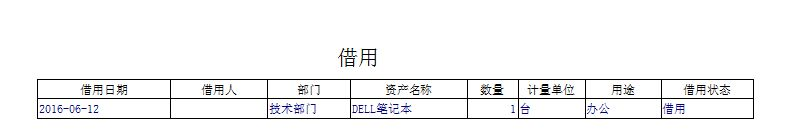 借用
借用日期 借用人 部门 资产名称 数量 计量单位 用途 借用状态
2016-06-12 技术部门 DELL笔记本 1 台 办公 借用